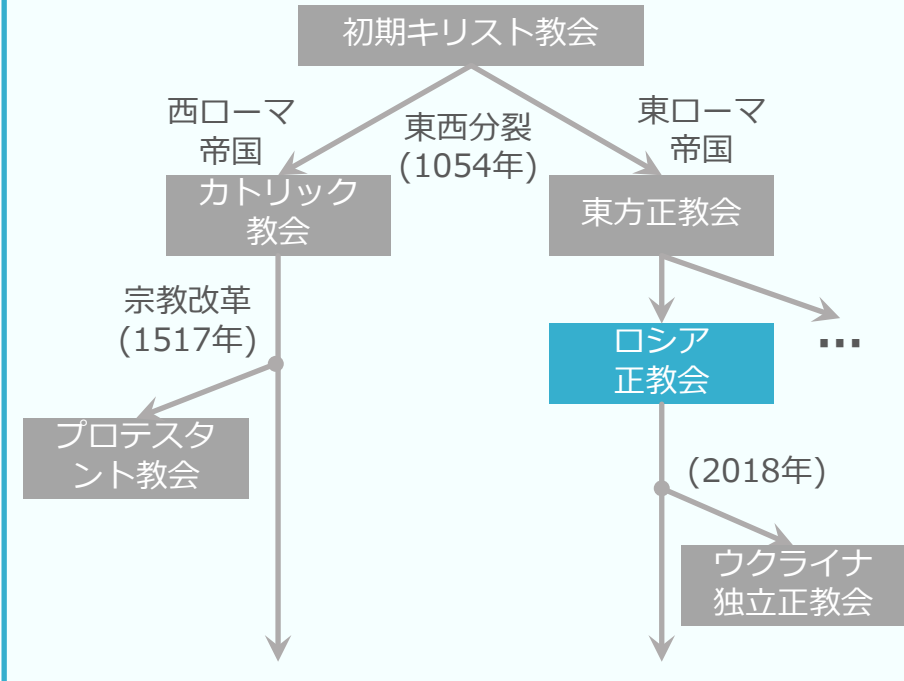 初期キリスト教会
西ローマ
帝国
東西分裂
(1054年)
東ローマ
帝国
カトリック
教会
東方正教会
宗教改革
(1517年)
ロシア
正教会
...
プロテスタ
ント教会
(2018年)
ウクライナ
独立正教会